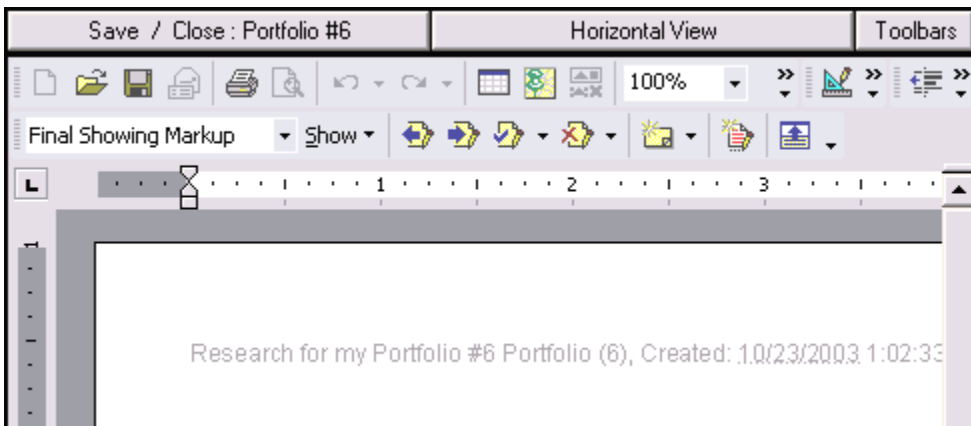 Save / Close : Portfolio #6 Horizontal View Toolbars
100%
Final Showing Markup Show
L 1 2 3
1
Research for my Portfolio #6 Portfolio (6), Created: 10/23/2003 1:02:33